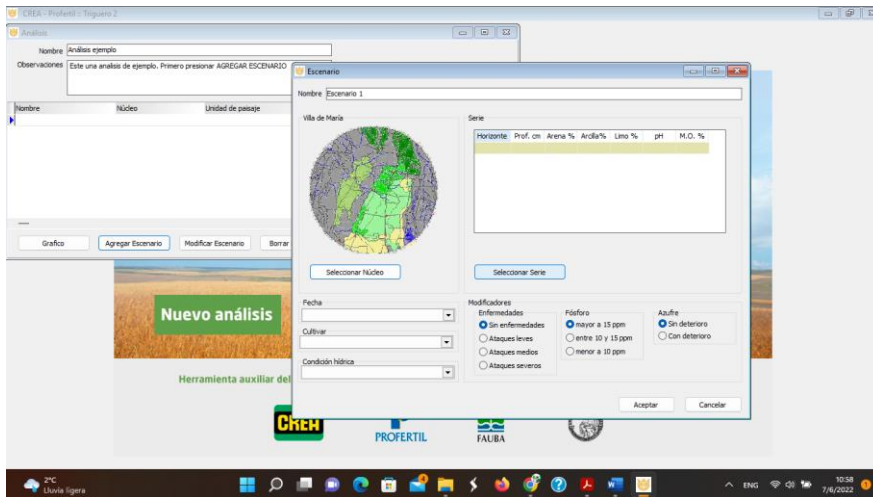 CREA - Profertil :: Triguero 2
Análisis
Nombre Análisis ejemplo
Observaciones Este una analisis de ejemplo. Primero presionar AGREGAR ESCENARIO
Nombre Núcleo Unidad de paisaje
Grafico Agregar Escenario Modificar Escenario Borrar
Escenario
Nombre Escenario 1
Villa de María
Seleccionar Núcleo
Serie
Horizonte Prof. cm Arena % Arcilla% Limo % pH M.O. %
Seleccionar Serie
Fecha
Cultivar
Condición hídrica
Modificadores
Enfermedades
Sin enfermedades
Ataques leves
Ataques medios
Ataques severos
Fósforo
mayor a 15 ppm
entre 10 y 15 ppm
menor a 10 ppm
Azufre
Sin deterioro
Con deterioro
Aceptar Cancelar
Nuevo análisis
Herramienta auxiliar del
CREA
PROFERTIL
FAUBA
2°C
Lluvia ligera
ENG
10:58
7/6/2022